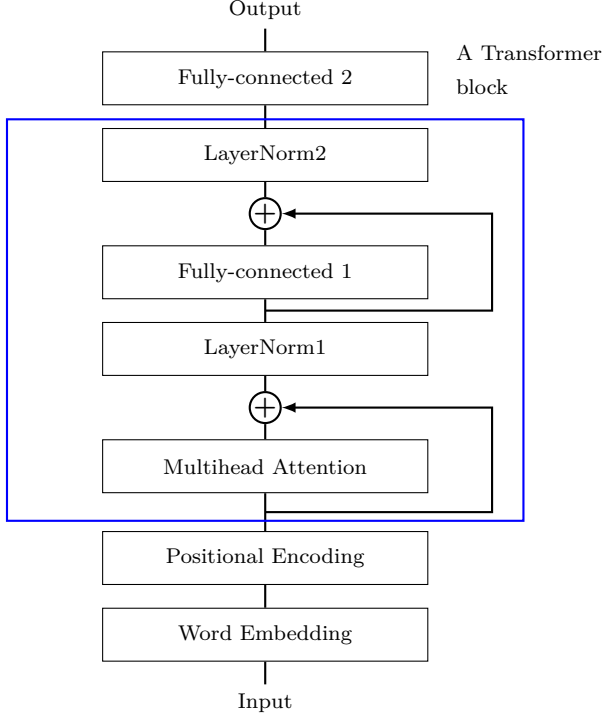 Output
A Transformer
block
Fully-connected 2
LayerNorm2
Fully-connected 1
LayerNorm1
Multihead Attention
Positional Encoding
Word Embedding
Input